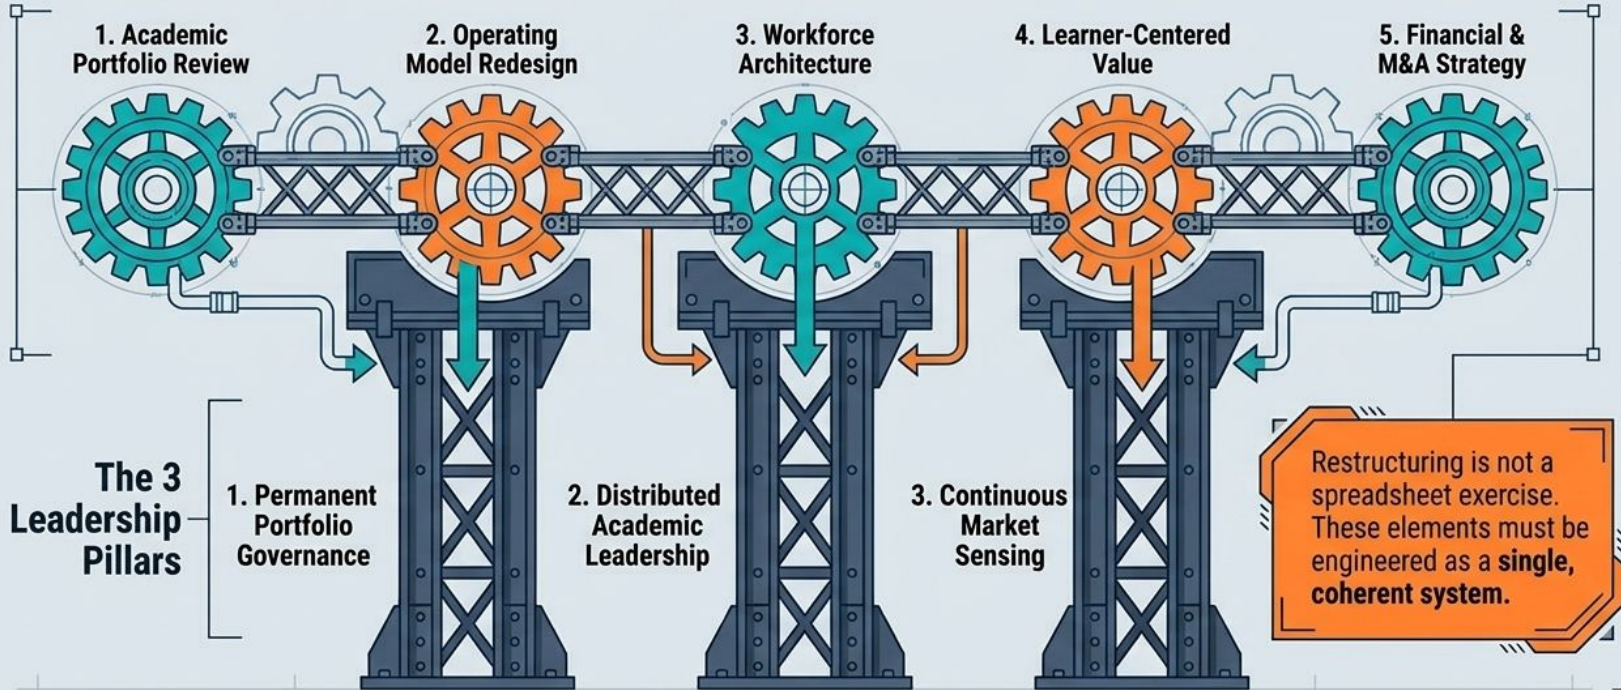 1. Academic
Portfolio Review
2. Operating
Model Redesign
3. Workforce
Architecture
4. Learner-Centered
Value
5. Financial &
M&A Strategy
The 3
Leadership
Pillars
1. Permanent
Portfolio
Governance
2. Distributed
Academic
Leadership
3. Continuous
Market
Sensing
Restructuring is not a
spreadsheet exercise.
These elements must be
engineered as a single,
coherent system.